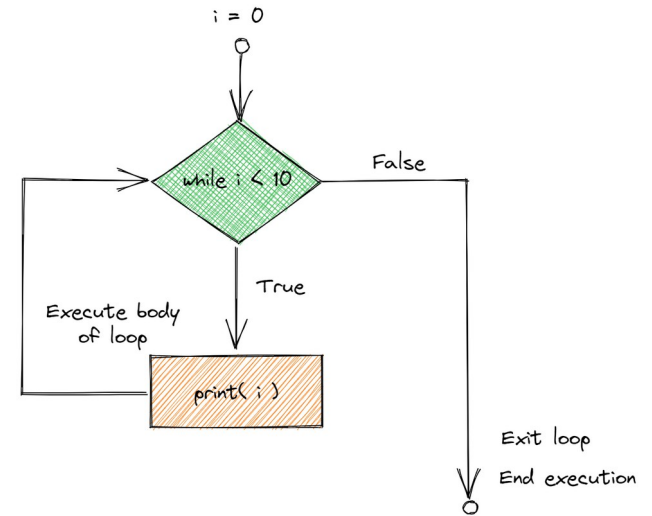 i = 0
while i < 10
False
True
Execute body
of loop
print( i )
Exit loop
End execution